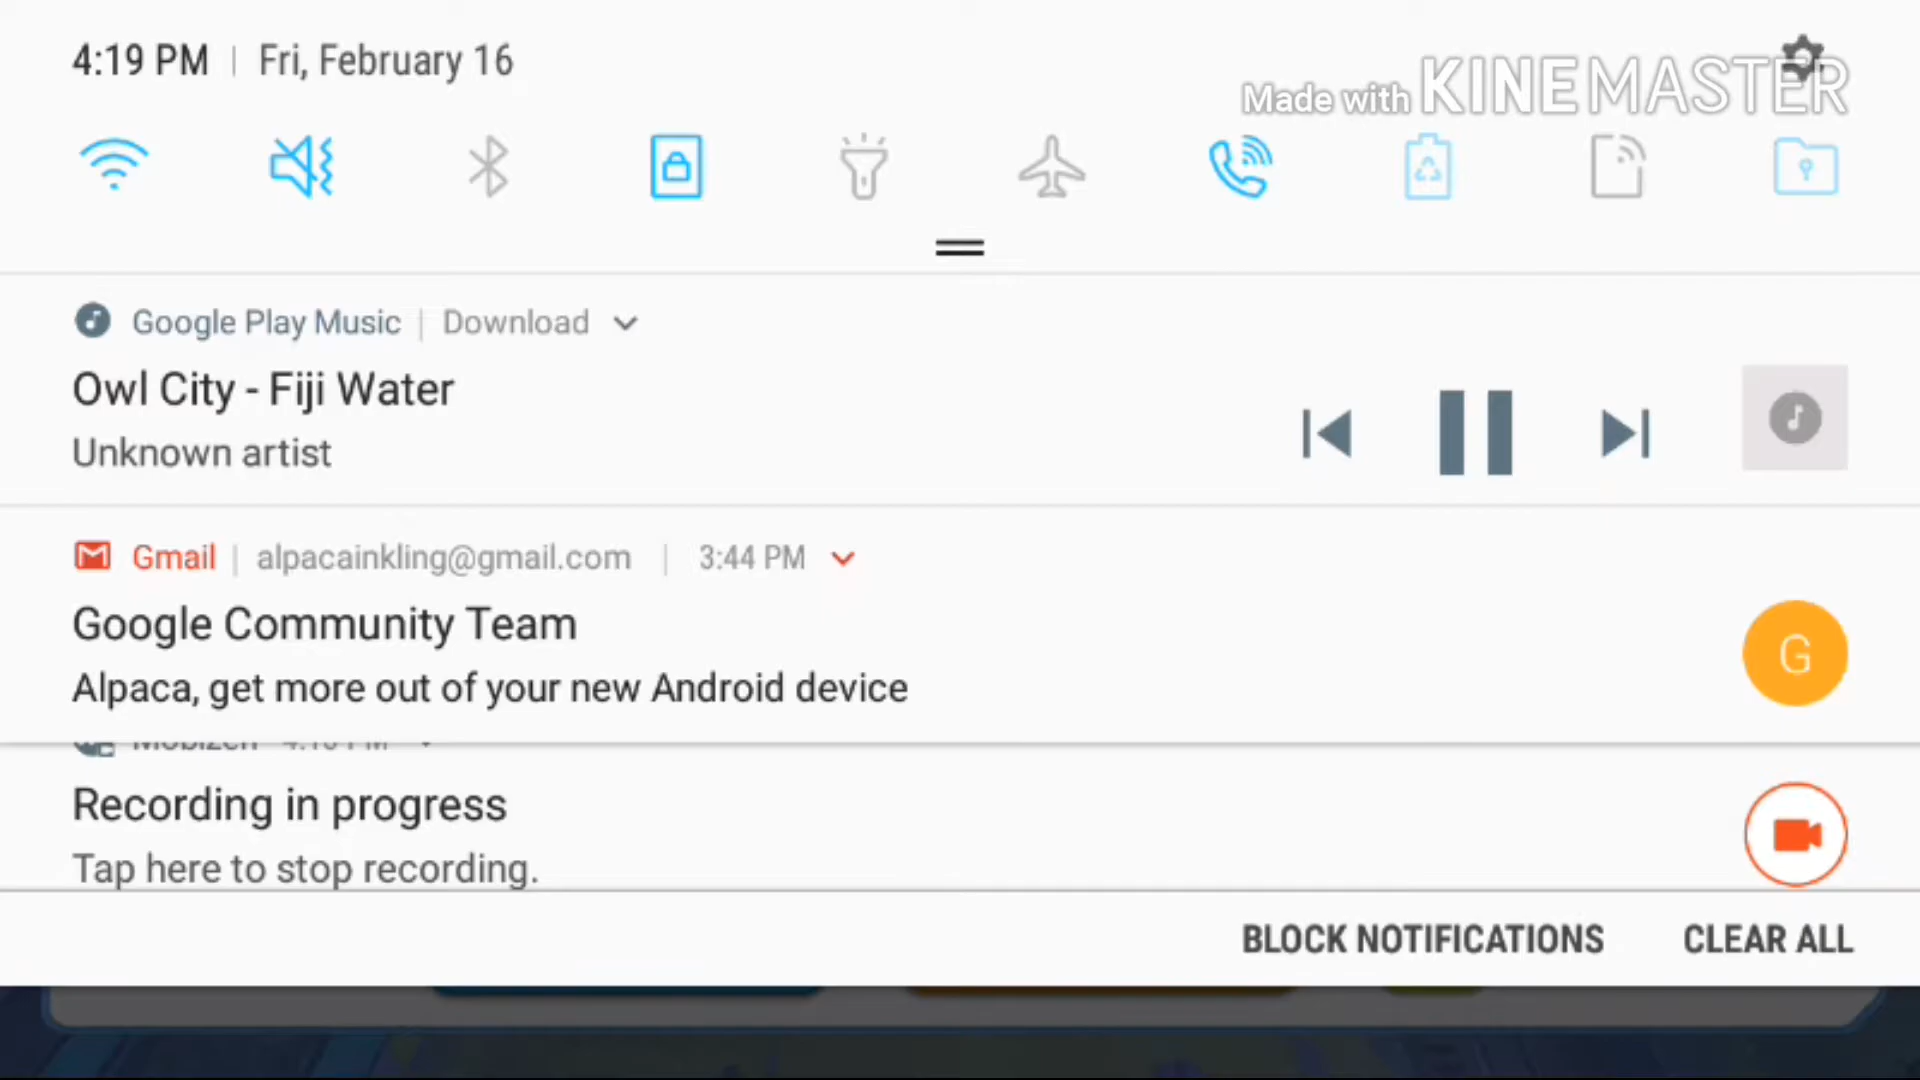 4:19 PM | Fri, February 16
Made with KINEMASTER
Google Play Music | Download
Owl City - Fiji Water
Unknown artist
Gmail | alpacainkling@gmail.com | 3:44 PM
Google Community Team
Alpaca, get more out of your new Android device
G
Mobizen
Recording in progress
Tap here to stop recording.
BLOCK NOTIFICATIONS CLEAR ALL